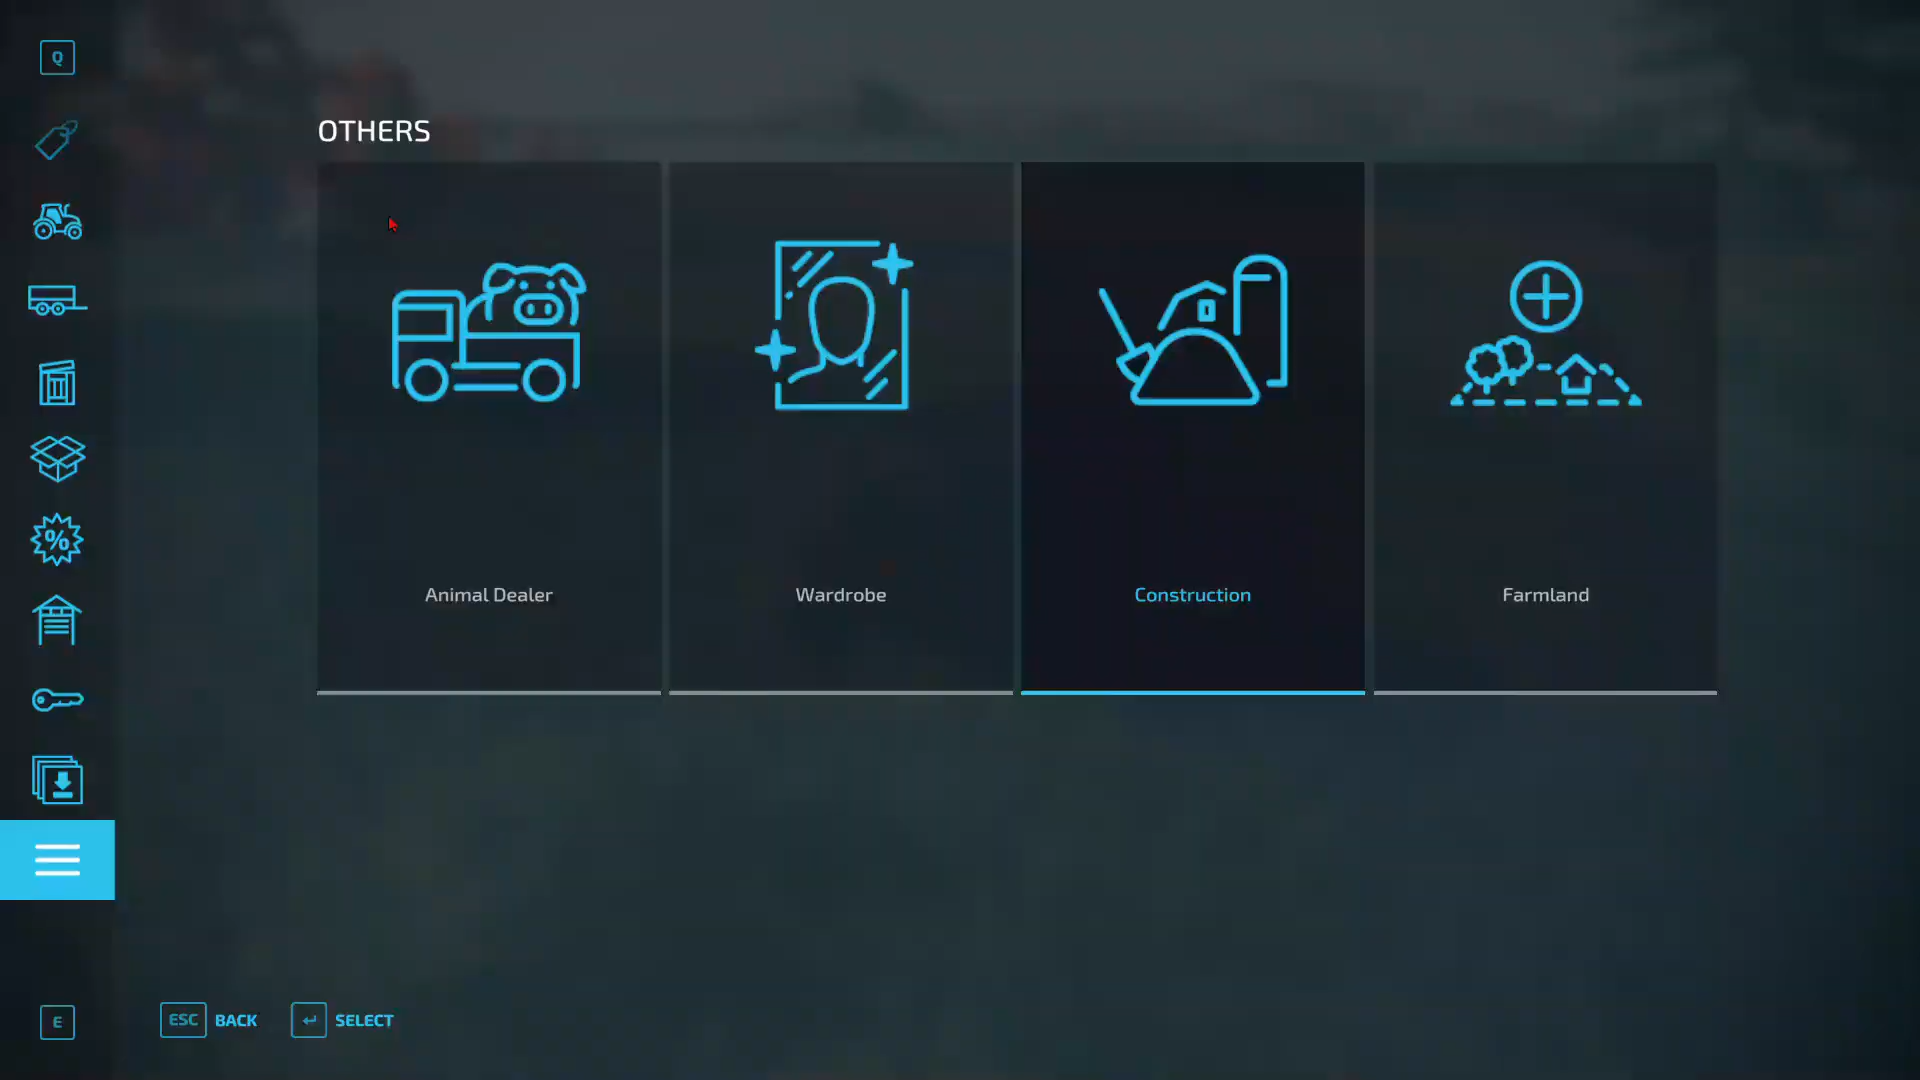 Q
OTHERS
%
Animal Dealer
Wardrobe
Construction
Farmland
E
ESC BACK
SELECT